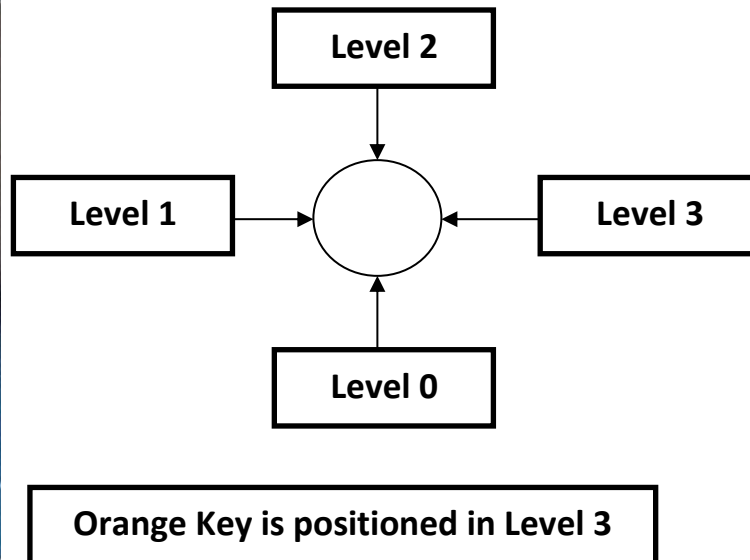 Level 2
Level 1
Level 3
Level 0
Orange Key is positioned in Level 3